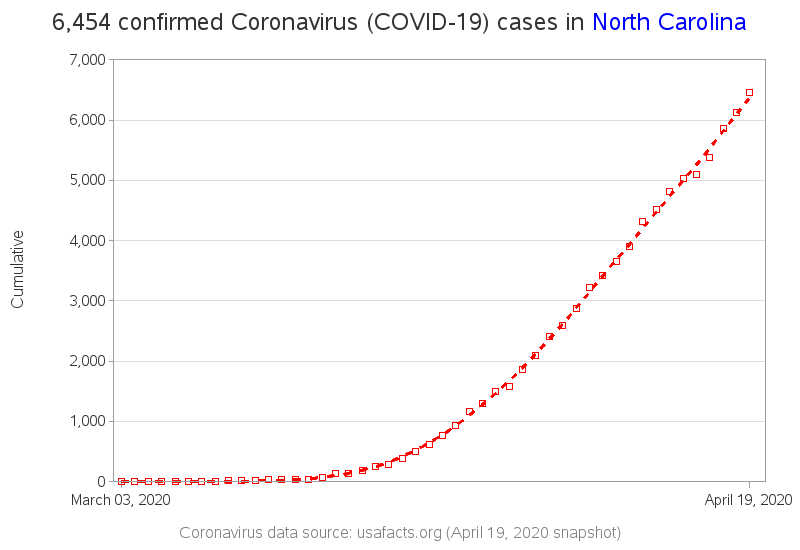 6,454 confirmed Coronavirus (COVID-19) cases in North Carolina
7,000
6,000
5,000
4,000
3,000
2,000
1,000
0
Cumulative
March 03, 2020
April 19, 2020
Coronavirus data source: usafacts.org (April 19, 2020 snapshot)